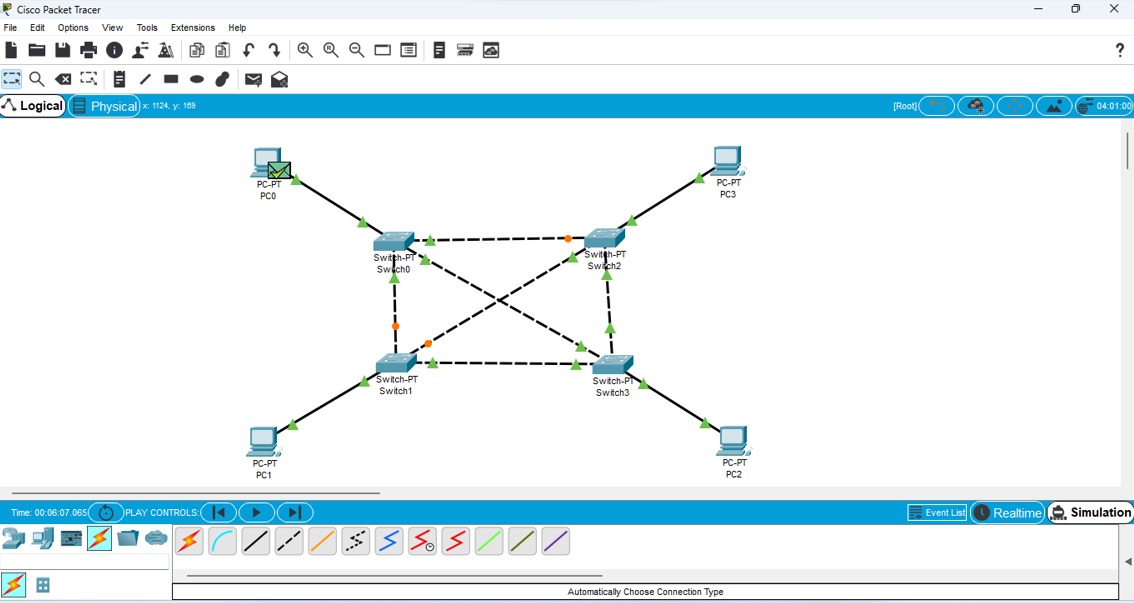 Cisco Packet Tracer
File Edit Options View Tools Extensions Help
?
Logical Physical x: 1124, y: 169 [Root] 04:01:00
PC-PT
PC0
PC-PT
PC3
Switch-PT
Switch0
Switch-PT
Switch2
Switch-PT
Switch1
Switch-PT
Switch3
PC-PT
PC1
PC-PT
PC2
Time: 00:06:07.065 PLAY CONTROLS: Event List Realtime Simulation
Automatically Choose Connection Type